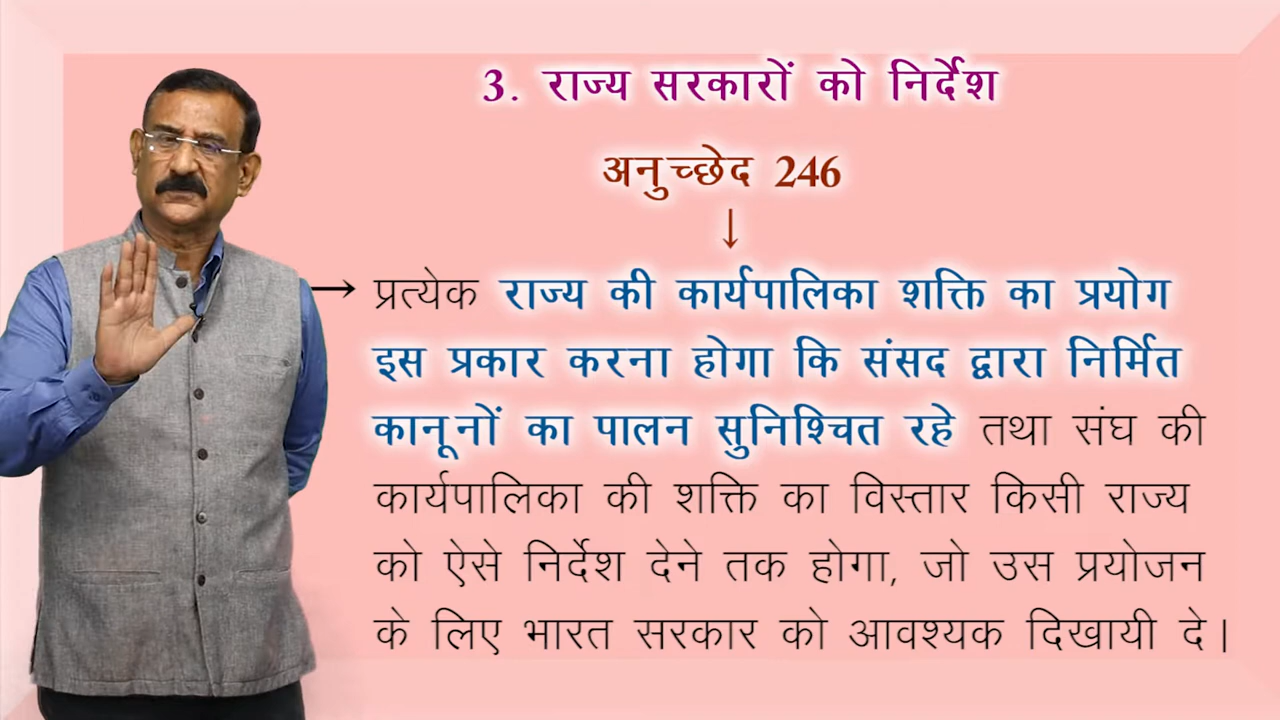 3. राज्य सरकारों को निर्देश
अनुच्छेद 246
↓
→ प्रत्येक राज्य की कार्यपालिका शक्ति का प्रयोग
इस प्रकार करना होगा कि संसद द्वारा निर्मित
कानूनों का पालन सुनिश्चित रहे तथा संघ की
कार्यपालिका की शक्ति का विस्तार किसी राज्य
को ऐसे निर्देश देने तक होगा, जो उस प्रयोजन
के लिए भारत सरकार को आवश्यक दिखायी दे।